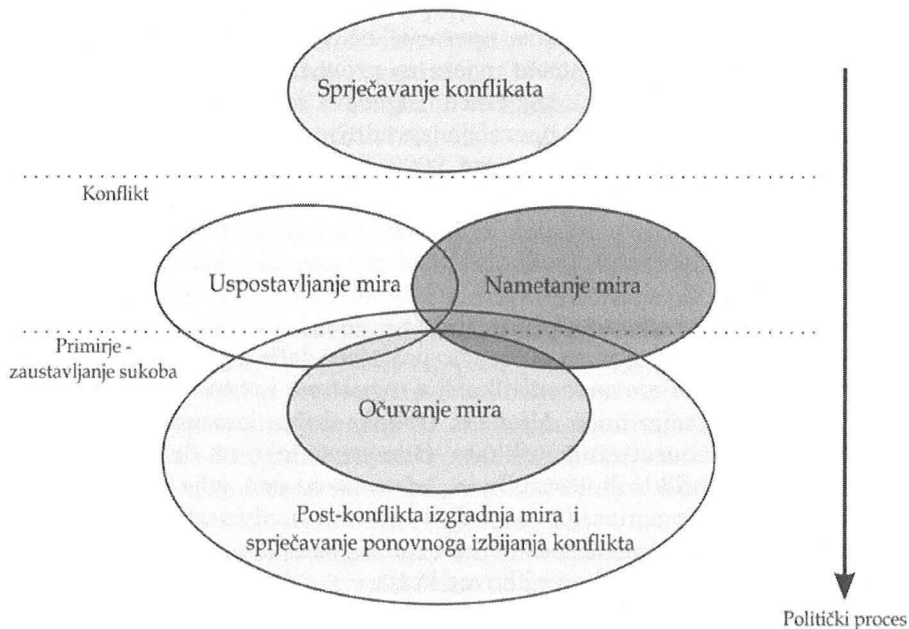 Sprječavanje konflikata
Konflikt
Uspostavljanje mira
Nametanje mira
Primirje -
zaustavljanje sukoba
Očuvanje mira
Post-konflikta izgradnja mira i
sprječavanje ponovnoga izbijanja konflikta
Politički proces